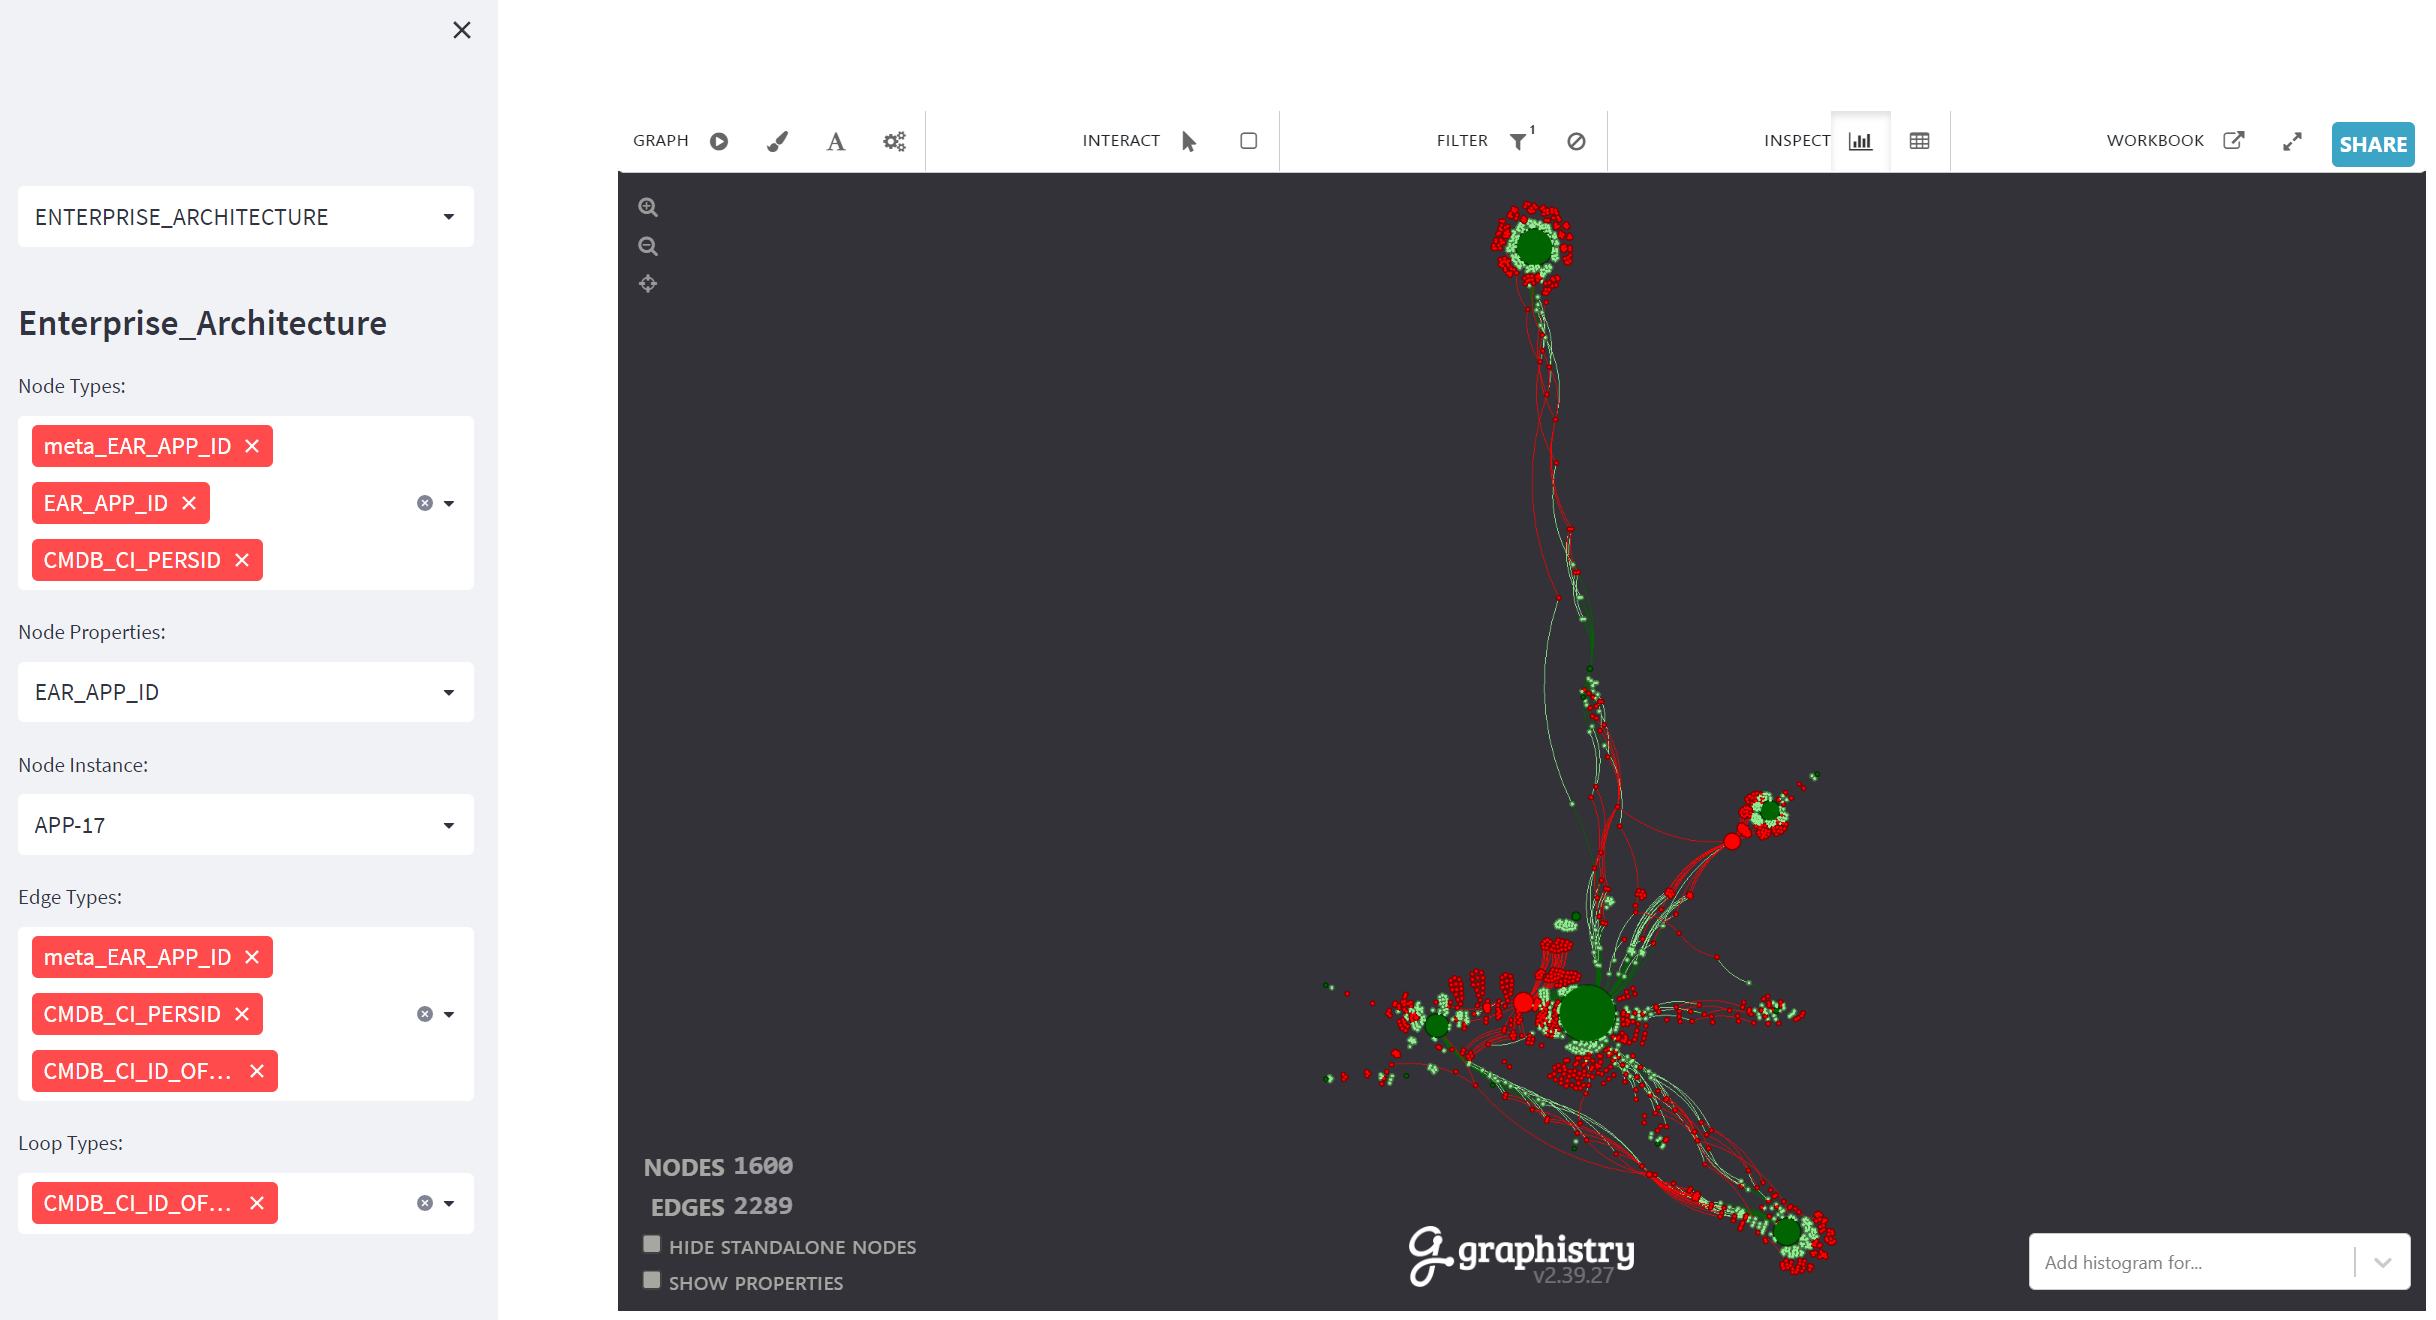 GRAPH
INTERACT
FILTER
1
INSPECT
WORKBOOK
SHARE
ENTERPRISE_ARCHITECTURE
Enterprise_Architecture
Node Types:
meta_EAR_APP_ID
EAR_APP_ID
CMDB_CI_PERSID
Node Properties:
EAR_APP_ID
Node Instance:
APP-17
Edge Types:
meta_EAR_APP_ID
CMDB_CI_PERSID
CMDB_CI_ID_OF...
Loop Types:
CMDB_CI_ID_OF...
NODES 1600
EDGES 2289
HIDE STANDALONE NODES
SHOW PROPERTIES
graphistry
v2.39.27
Add histogram for...